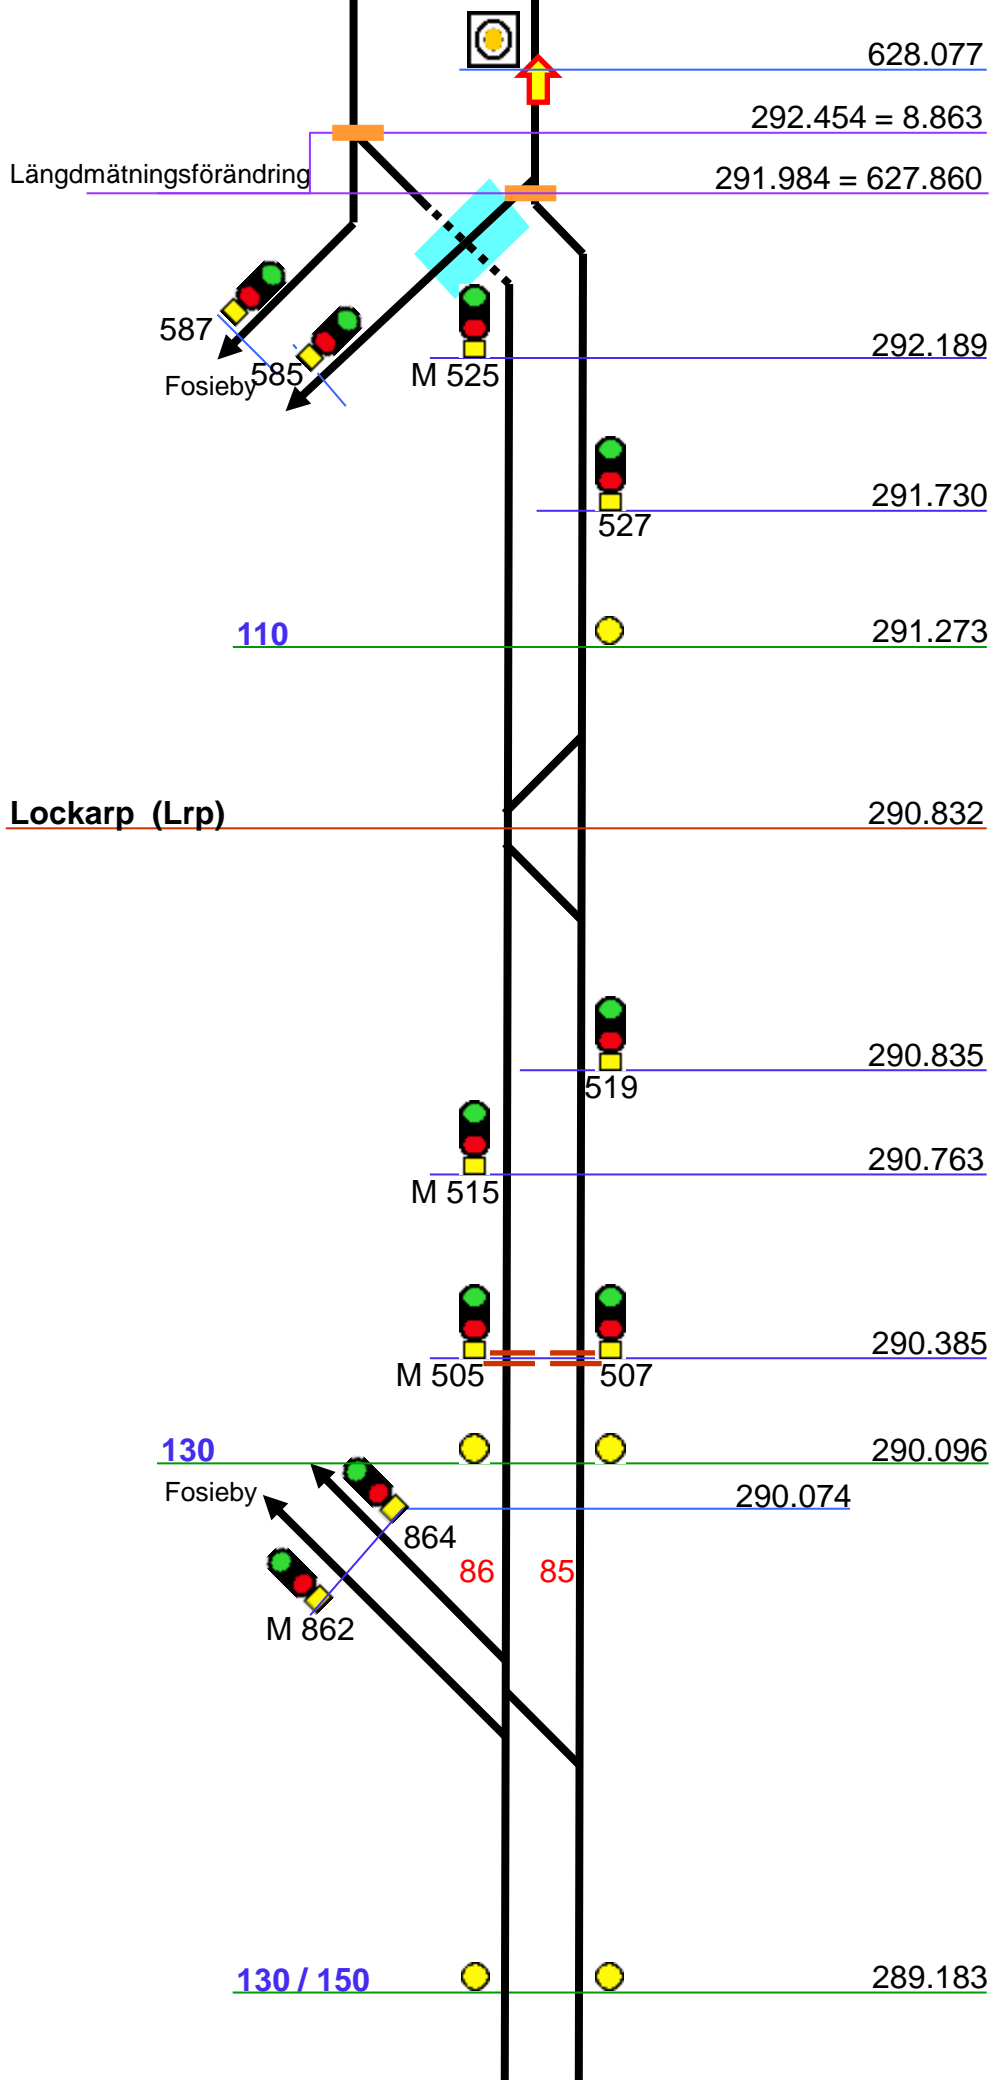 628.077
292.454 = 8.863
Längdmätningsförändring
291.984 = 627.860
587
585
Fosieby
M 525
292.189
291.730
527
110
291.273
Lockarp (Lrp)
290.832
290.835
519
290.763
M 515
290.385
M 505
507
130
290.096
Fosieby
290.074
864
86
85
M 862
130 / 150
289.183